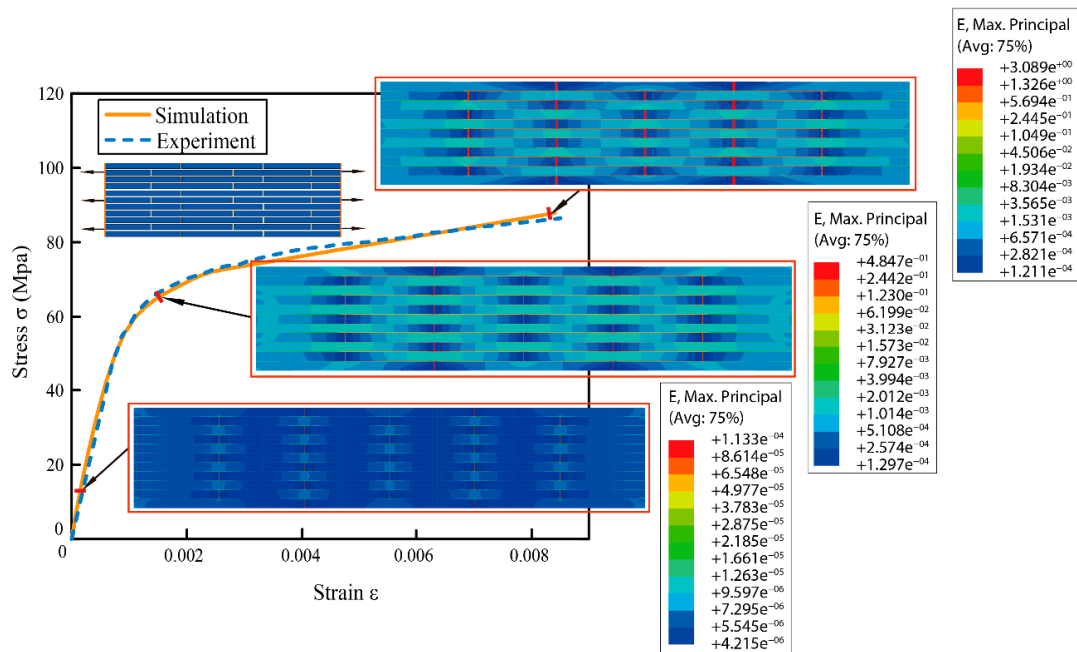 E, Max. Principal
(Avg: 75%)
+3.089e⁺⁰⁰
+1.326e⁺⁰⁰
+5.694e⁻⁰¹
+2.445e⁻⁰¹
+1.049e⁻⁰¹
+4.506e⁻⁰²
+1.934e⁻⁰²
+8.304e⁻⁰³
+3.565e⁻⁰³
+1.531e⁻⁰³
+6.571e⁻⁰⁴
+2.821e⁻⁰⁴
+1.211e⁻⁰⁴
120
100
80
60
40
20
0
Stress σ (Mpa)
Simulation
Experiment
E, Max. Principal
(Avg: 75%)
+4.847e⁻⁰¹
+2.442e⁻⁰¹
+1.230e⁻⁰¹
+6.199e⁻⁰²
+3.123e⁻⁰²
+1.573e⁻⁰²
+7.927e⁻⁰³
+3.994e⁻⁰³
+2.012e⁻⁰³
+1.014e⁻⁰³
+5.108e⁻⁰⁴
+2.574e⁻⁰⁴
+1.297e⁻⁰⁴
E, Max. Principal
(Avg: 75%)
+1.133e⁻⁰⁴
+8.614e⁻⁰⁵
+6.548e⁻⁰⁵
+4.977e⁻⁰⁵
+3.783e⁻⁰⁵
+2.875e⁻⁰⁵
+2.185e⁻⁰⁵
+1.661e⁻⁰⁵
+1.263e⁻⁰⁵
+9.597e⁻⁰⁶
+7.295e⁻⁰⁶
+5.545e⁻⁰⁶
+4.215e⁻⁰⁶
0 0.002 0.004 0.006 0.008
Strain ε